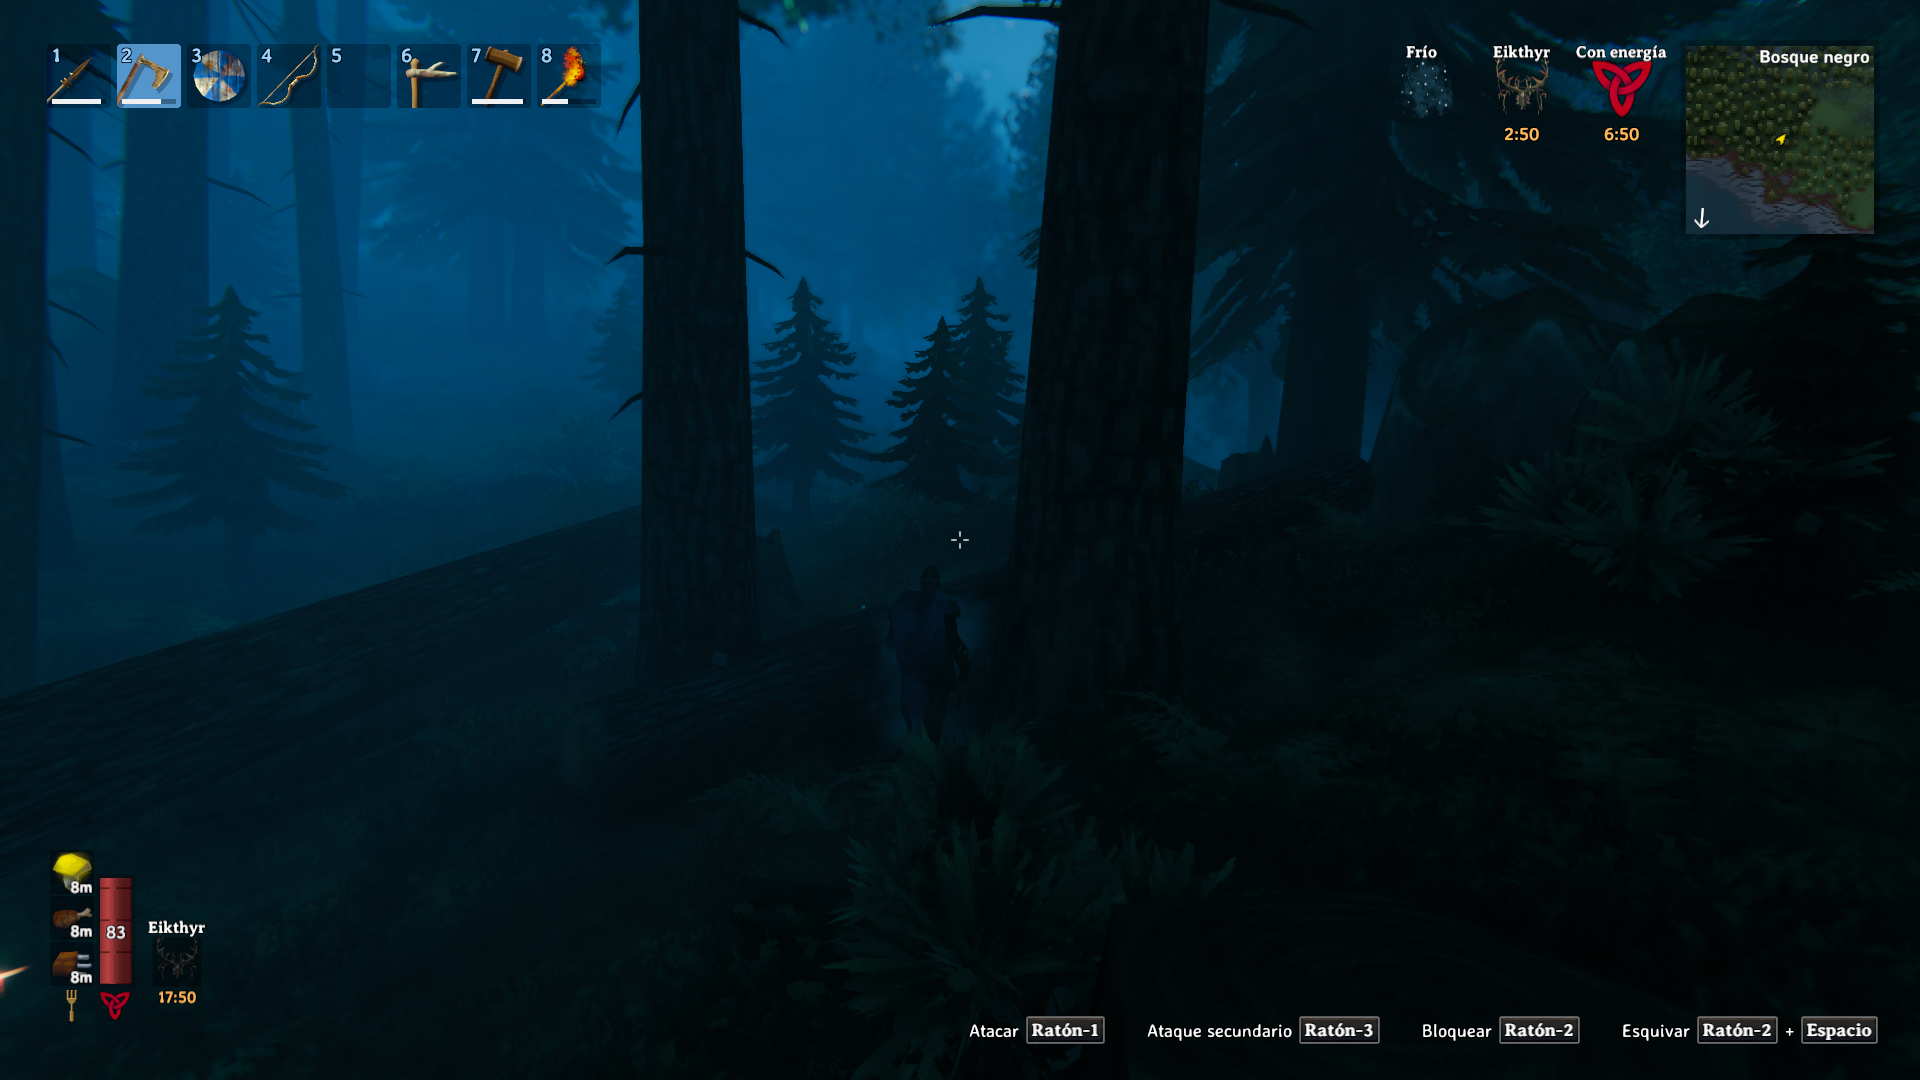 1 2 3 4 5 6 7 8
Frío Eikthyr Con energía
2:50 6:50
Bosque negro
8m
8m
8m
83
Eikthyr
17:50
Atacar Ratón-1 Ataque secundario Ratón-3 Bloquear Ratón-2 Esquivar Ratón-2 + Espacio